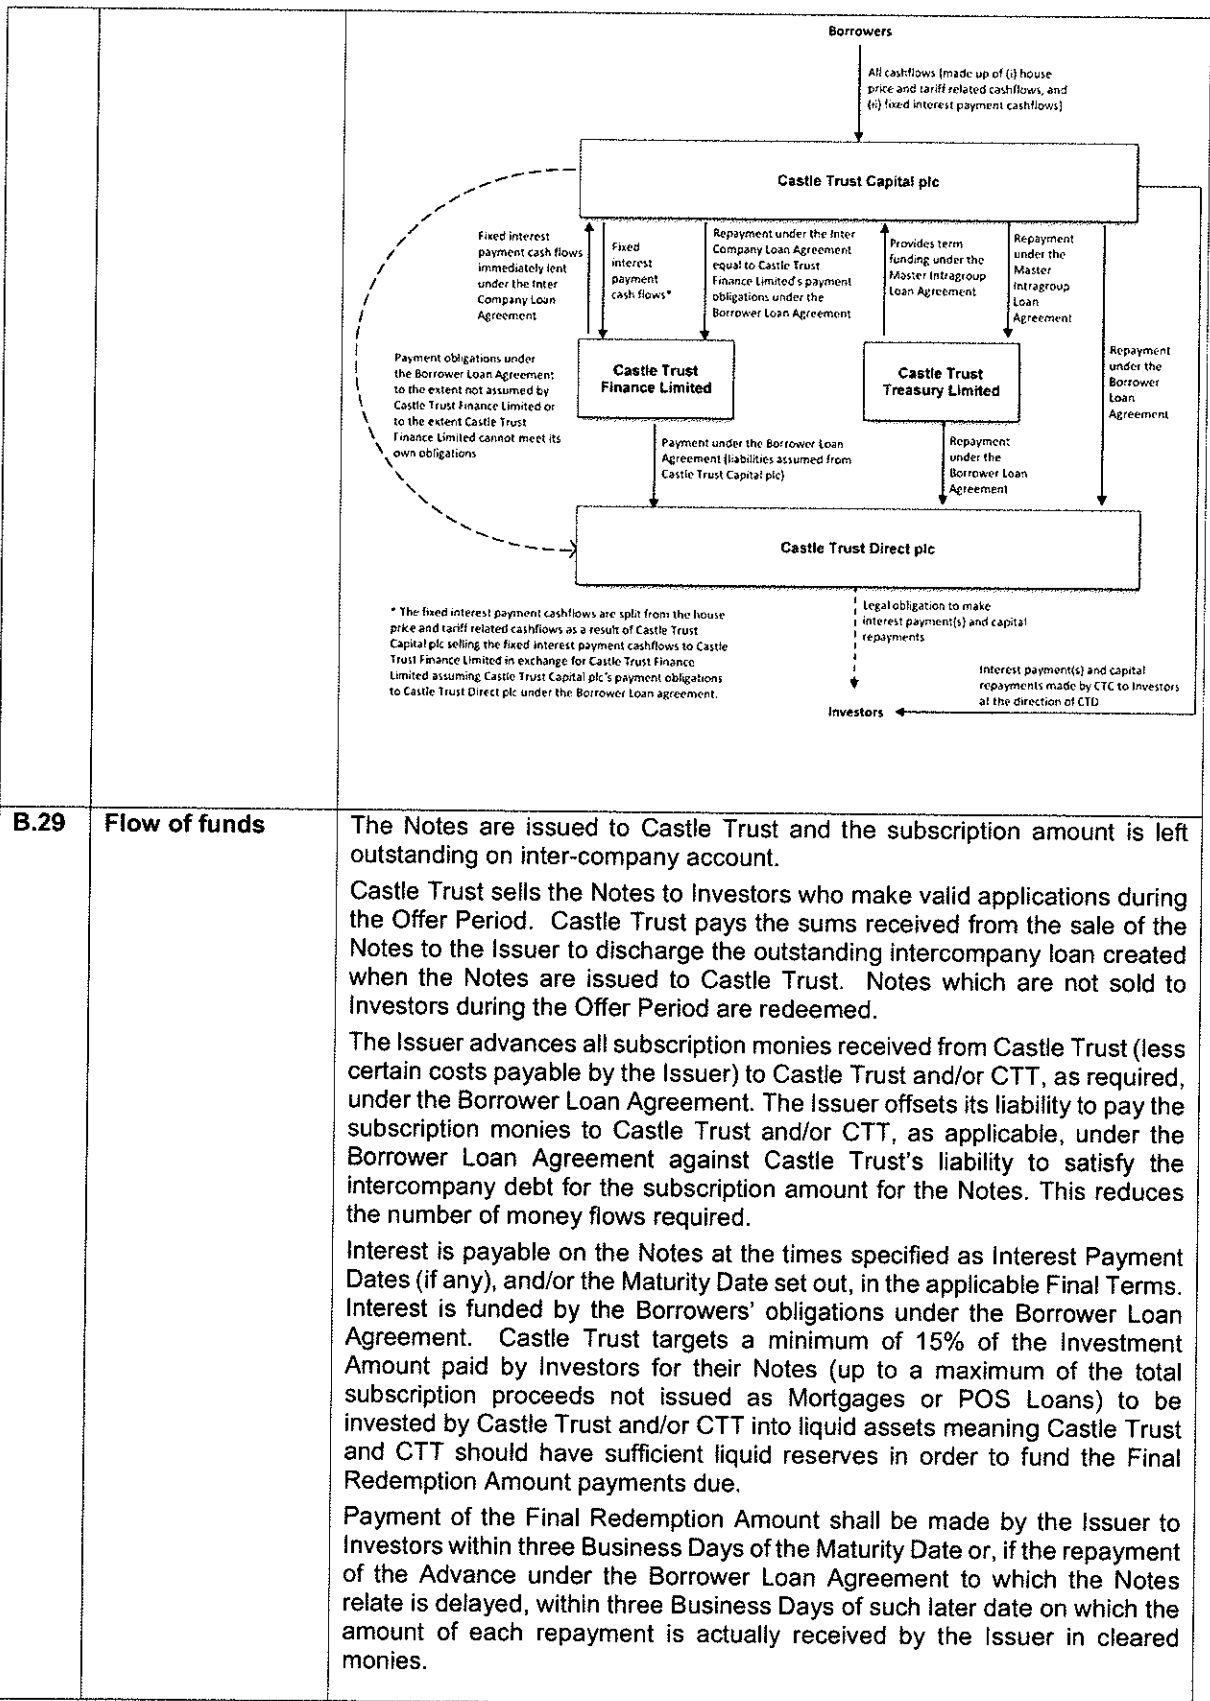 Borrowers
All cashflows (made up of (i) house
price and tariff related cashflows, and
(ii) fixed interest payment cashflows)
Castle Trust Capital plc
Fixed interest
payment cash flows
immediately lent
under the Inter
Company Loan
Agreement
Fixed
interest
payment
cash flows*
Repayment under the Inter
Company Loan Agreement
equal to Castle Trust
Finance Limited's payment
obligations under the
Borrower Loan Agreement
Provides term
funding under the
Master Intragroup
Loan Agreement
Repayment
under the
Master
Intragroup
Loan
Agreement
Repayment
under the
Borrower
Loan
Agreement
Payment obligations under
the Borrower Loan Agreement
to the extent not assumed by
Castle Trust Finance Limited or
to the extent Castle Trust
Finance Limited cannot meet its
own obligations
Castle Trust
Finance Limited
Castle Trust
Treasury Limited
Payment under the Borrower Loan
Agreement (liabilities assumed from
Castle Trust Capital plc)
Repayment
under the
Borrower Loan
Agreement
Castle Trust Direct plc
* The fixed interest payment cashflows are split from the house
price and tariff related cashflows as a result of Castle Trust
Capital plc selling the fixed interest payment cashflows to Castle
Trust Finance Limited in exchange for Castle Trust Finance
Limited assuming Castle Trust Capital plc's payment obligations
to Castle Trust Direct plc under the Borrower Loan agreement.
Legal obligation to make
interest payment(s) and capital
repayments
Interest payment(s) and capital
repayments made by CTC to Investors
at the direction of CTD
Investors
B.29
Flow of funds
The Notes are issued to Castle Trust and the subscription amount is left
outstanding on inter-company account.
Castle Trust sells the Notes to Investors who make valid applications during
the Offer Period. Castle Trust pays the sums received from the sale of the
Notes to the Issuer to discharge the outstanding intercompany loan created
when the Notes are issued to Castle Trust. Notes which are not sold to
Investors during the Offer Period are redeemed.
The Issuer advances all subscription monies received from Castle Trust (less
certain costs payable by the Issuer) to Castle Trust and/or CTT, as required,
under the Borrower Loan Agreement. The Issuer offsets its liability to pay the
subscription monies to Castle Trust and/or CTT, as applicable, under the
Borrower Loan Agreement against Castle Trust's liability to satisfy the
intercompany debt for the subscription amount for the Notes. This reduces
the number of money flows required.
Interest is payable on the Notes at the times specified as Interest Payment
Dates (if any), and/or the Maturity Date set out, in the applicable Final Terms.
Interest is funded by the Borrowers' obligations under the Borrower Loan
Agreement. Castle Trust targets a minimum of 15% of the Investment
Amount paid by Investors for their Notes (up to a maximum of the total
subscription proceeds not issued as Mortgages or POS Loans) to be
invested by Castle Trust and/or CTT into liquid assets meaning Castle Trust
and CTT should have sufficient liquid reserves in order to fund the Final
Redemption Amount payments due.
Payment of the Final Redemption Amount shall be made by the Issuer to
Investors within three Business Days of the Maturity Date or, if the repayment
of the Advance under the Borrower Loan Agreement to which the Notes
relate is delayed, within three Business Days of such later date on which the
amount of each repayment is actually received by the Issuer in cleared
monies.